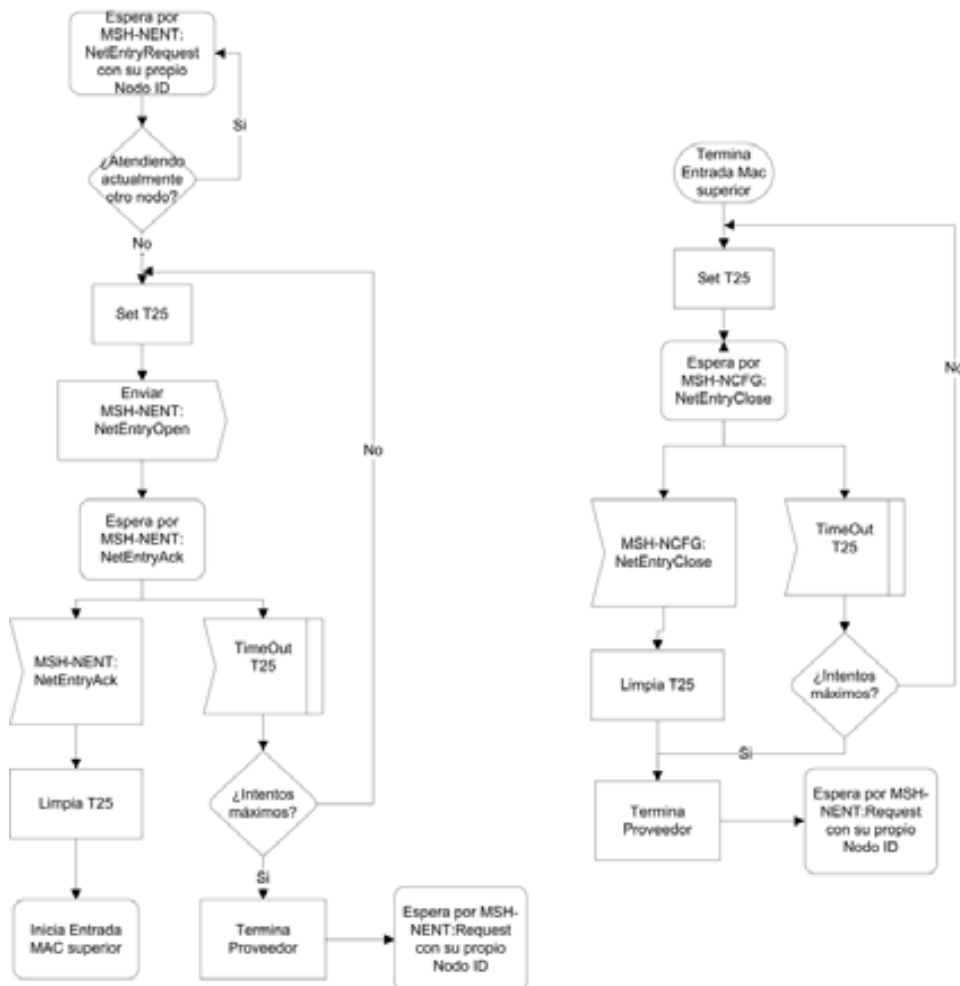 Espera por
MSH-NENT:
NetEntryRequest
con su propio
Nodo ID
Si
¿Atendiendo
actualmente
otro nodo?
No
Set T25
Enviar
MSH-NENT:
NetEntryOpen
No
Espera por
MSH-NENT:
NetEntryAck
MSH-NENT:
NetEntryAck
TimeOut
T25
Limpia T25
¿Intentos
máximos?
Si
Inicia Entrada
MAC superior
Termina
Proveedor
Espera por MSH-
NENT:Request
con su propio
Nodo ID
Termina
Entrada Mac
superior
Set T25
Espera por
MSH-NCFG:
NetEntryClose
No
MSH-NCFG:
NetEntryClose
TimeOut
T25
Limpia T25
¿Intentos
máximos?
Si
Termina
Proveedor
Espera por MSH-
NENT:Request
con su propio
Nodo ID